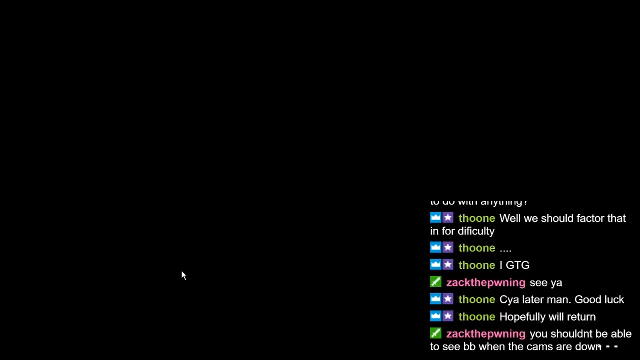 to do with anything?
thoone Well we should factor that
in for dificulty
thoone ....
thoone I GTG
zackthepwning see ya
thoone Cya later man. Good luck
thoone Hopefully will return
zackthepwning you shouldnt be able
to see bb when the cams are down